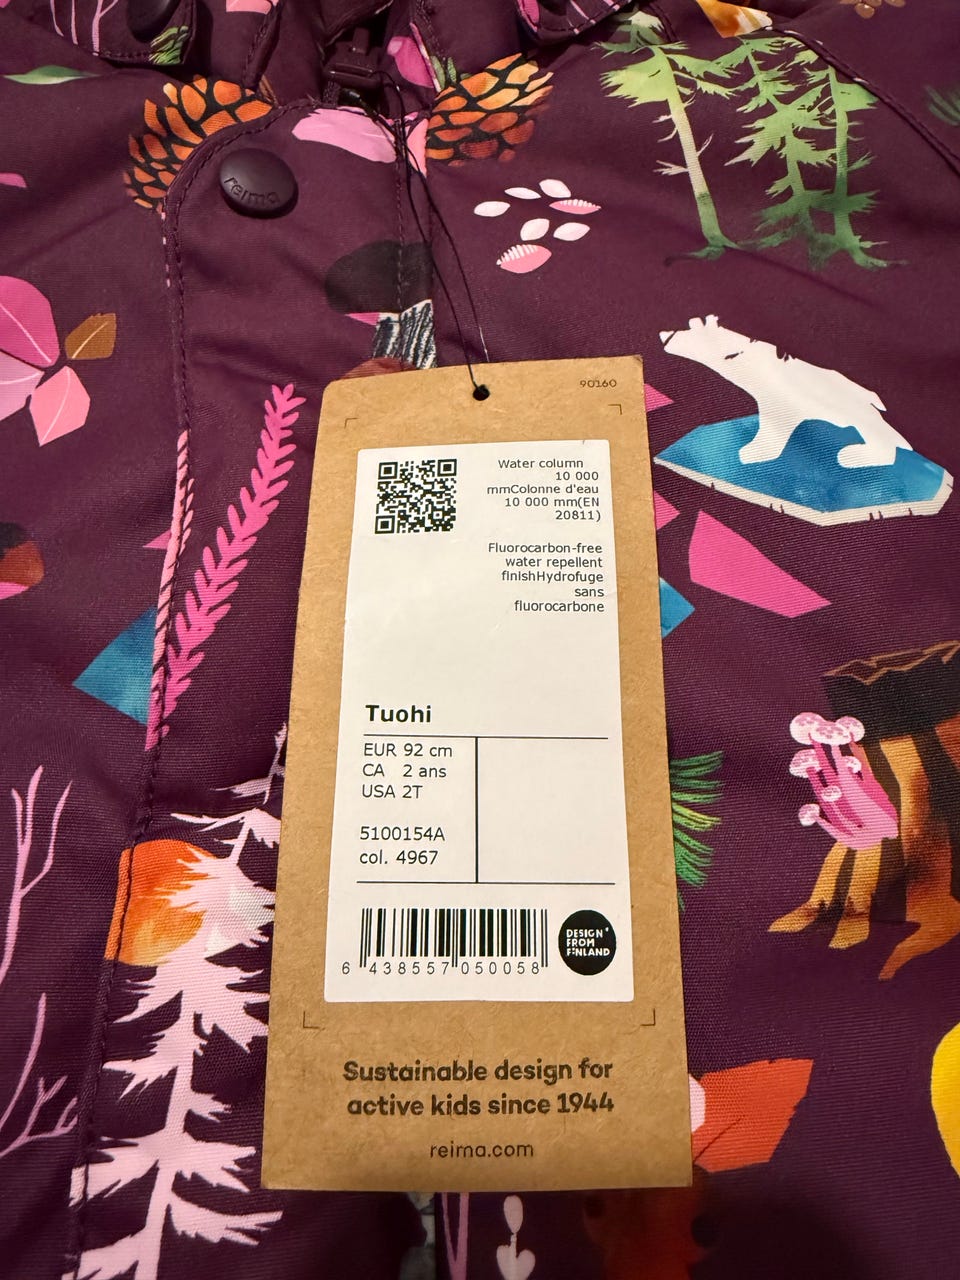 reima
90160
Water column
10 000
mmColonne d'eau
10 000 mm(EN
20811)
Fluorocarbon-free
water repellent
finishHydrofuge
sans
fluorocarbone
Tuohi
EUR 92 cm
CA 2 ans
USA 2T
5100154A
col. 4967
6 438557 050058
DESIGN
FROM
FINLAND
Sustainable design for
active kids since 1944
reima.com